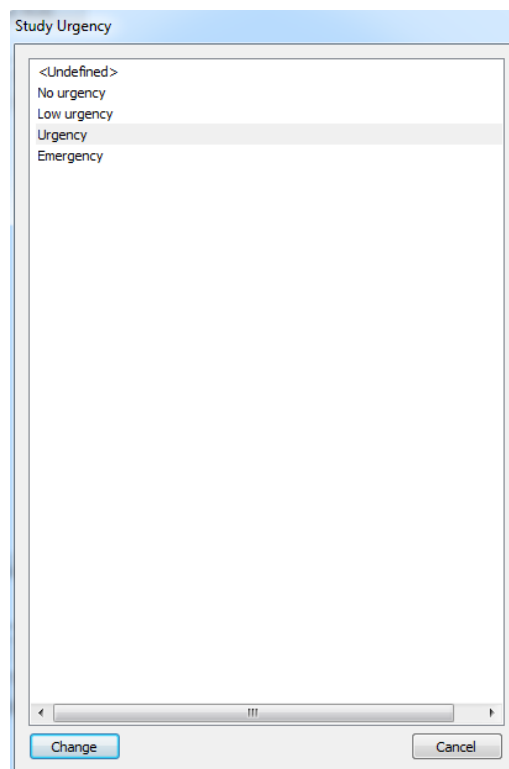 Study Urgency
<Undefined>
No urgency
Low urgency
Urgency
Emergency
Change
Cancel